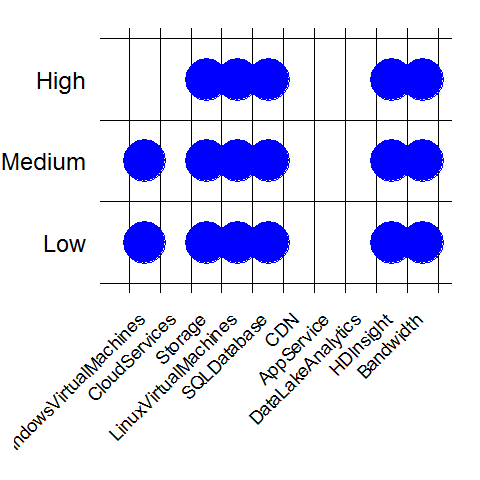 High
Medium
Low
ndowsVirtualMachines
CloudServices
Storage
LinuxVirtualMachines
SQLDatabase
CDN
AppService
DataLakeAnalytics
HDInsight
Bandwidth